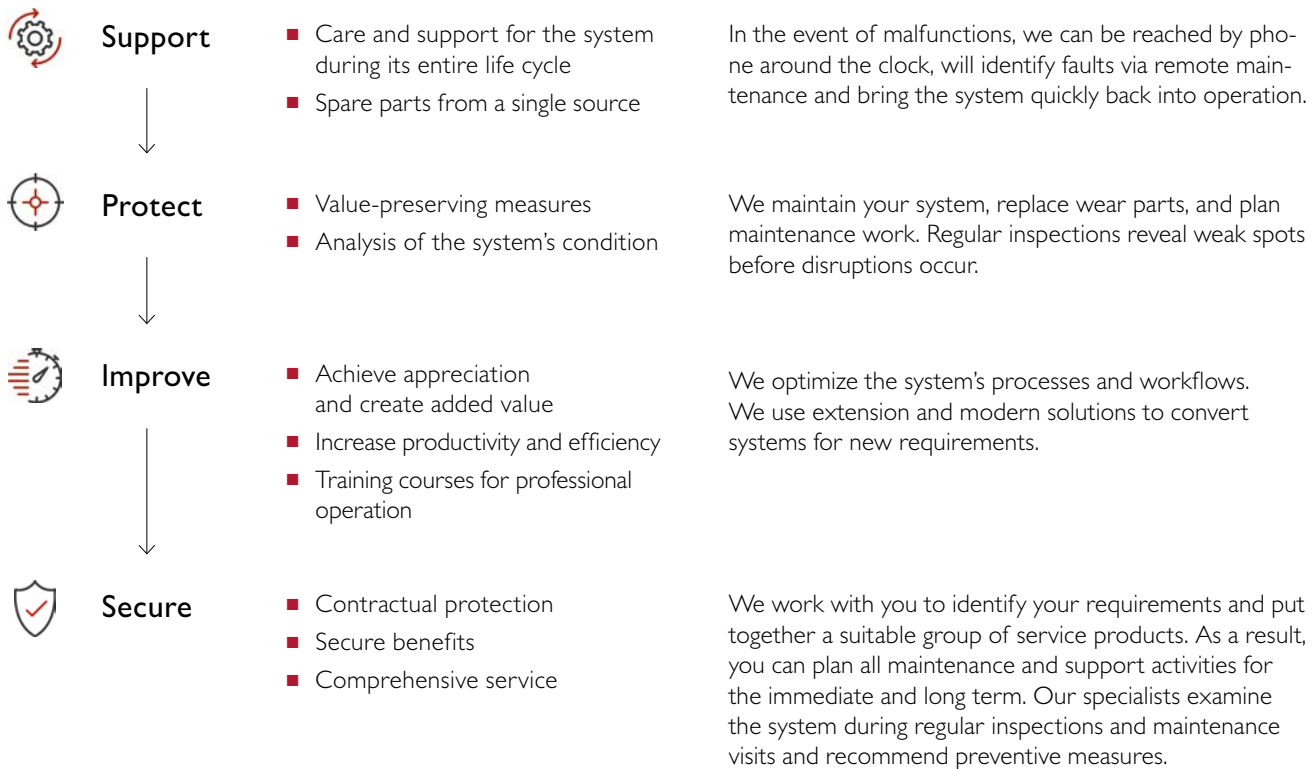 Support
■ Care and support for the system
during its entire life cycle
■ Spare parts from a single source
In the event of malfunctions, we can be reached by pho-
ne around the clock, will identify faults via remote main-
tenance and bring the system quickly back into operation.
Protect
■ Value-preserving measures
■ Analysis of the system’s condition
We maintain your system, replace wear parts, and plan
maintenance work. Regular inspections reveal weak spots
before disruptions occur.
Improve
■ Achieve appreciation
and create added value
■ Increase productivity and efficiency
■ Training courses for professional
operation
We optimize the system’s processes and workflows.
We use extension and modern solutions to convert
systems for new requirements.
Secure
■ Contractual protection
■ Secure benefits
■ Comprehensive service
We work with you to identify your requirements and put
together a suitable group of service products. As a result,
you can plan all maintenance and support activities for
the immediate and long term. Our specialists examine
the system during regular inspections and maintenance
visits and recommend preventive measures.